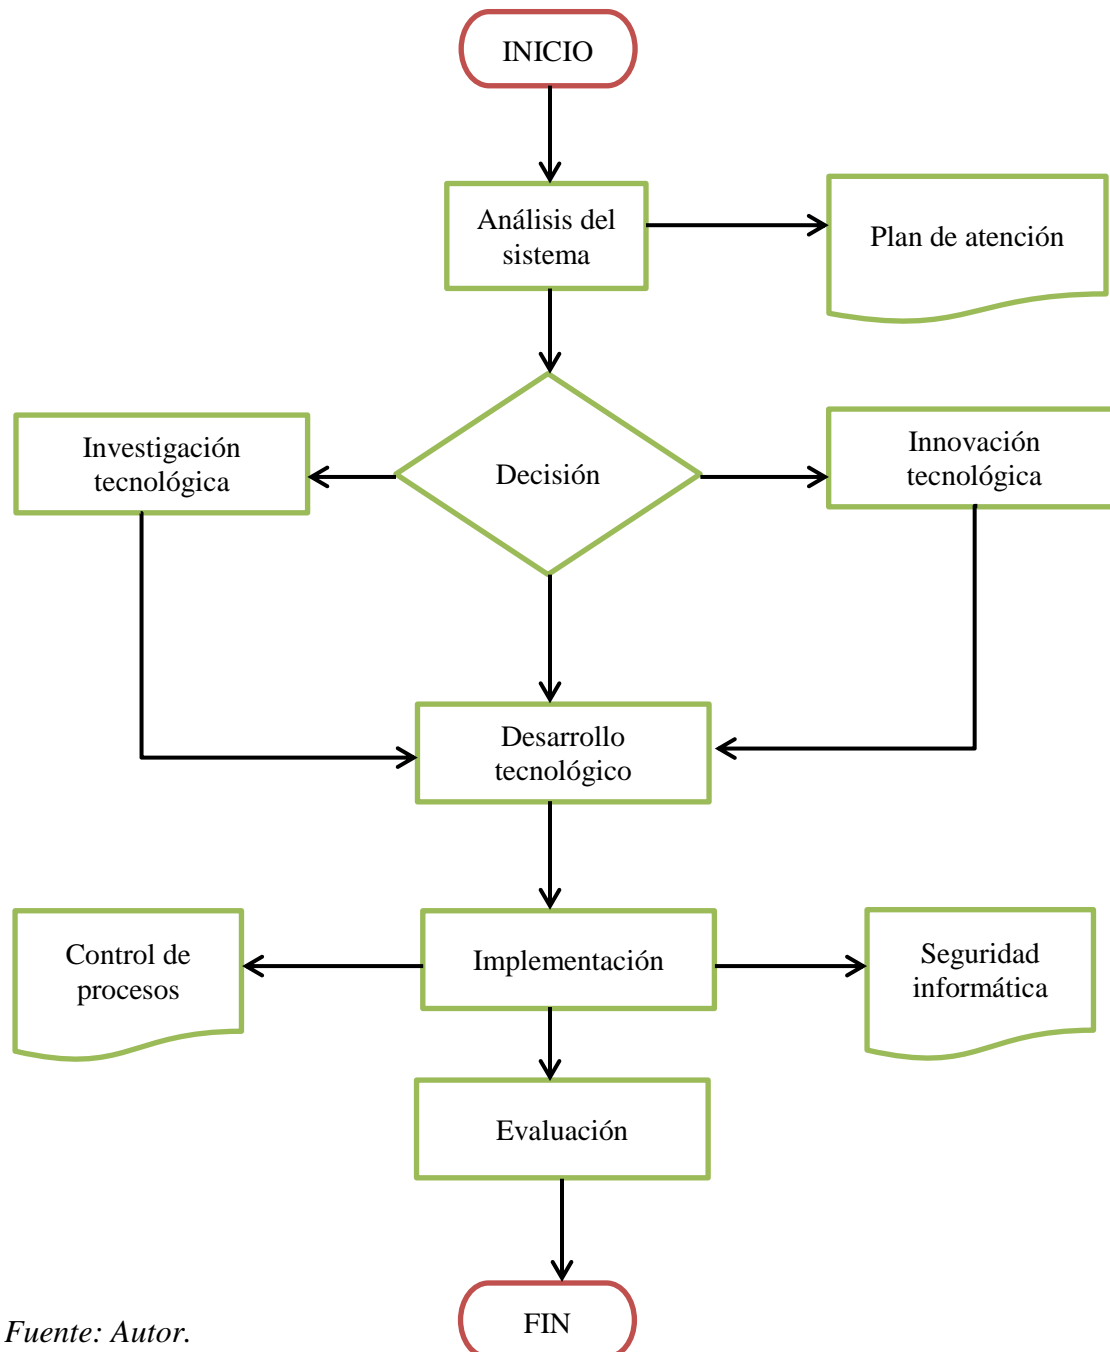 INICIO
Análisis del
sistema
Plan de atención
Investigación
tecnológica
Decisión
Innovación
tecnológica
Desarrollo
tecnológico
Control de
procesos
Implementación
Seguridad
informática
Evaluación
FIN
Fuente: Autor.